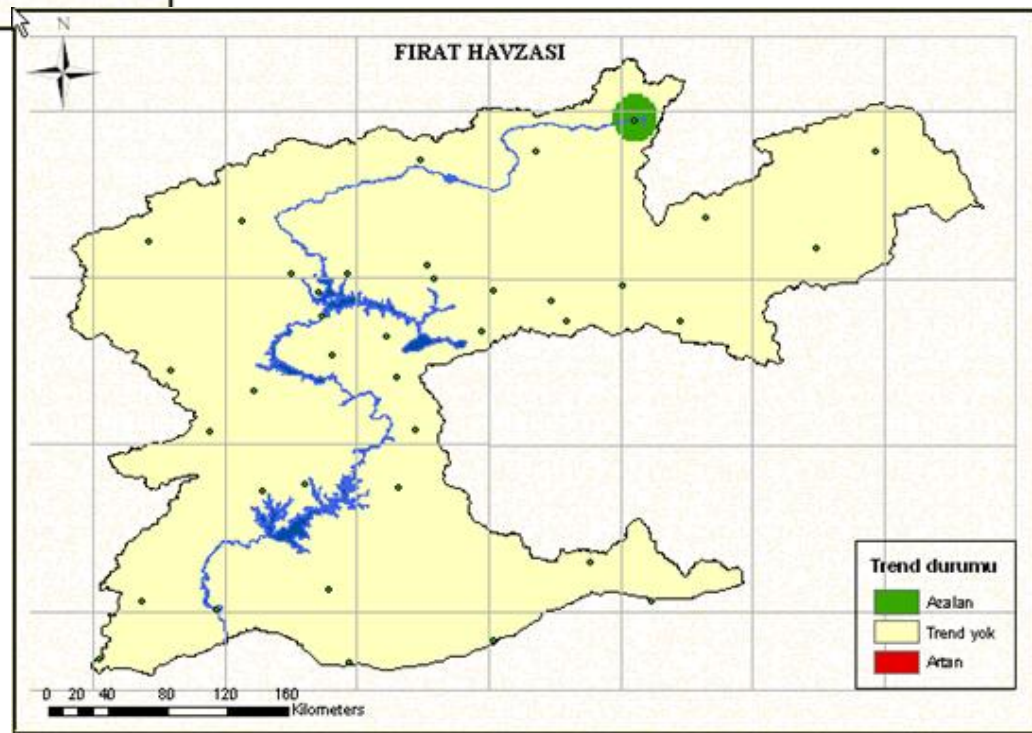 N
FIRAT HAVZASI
Trend durumu
Azalan
Trend yok
Artan
0 20 40 80 120 160
Kilometers